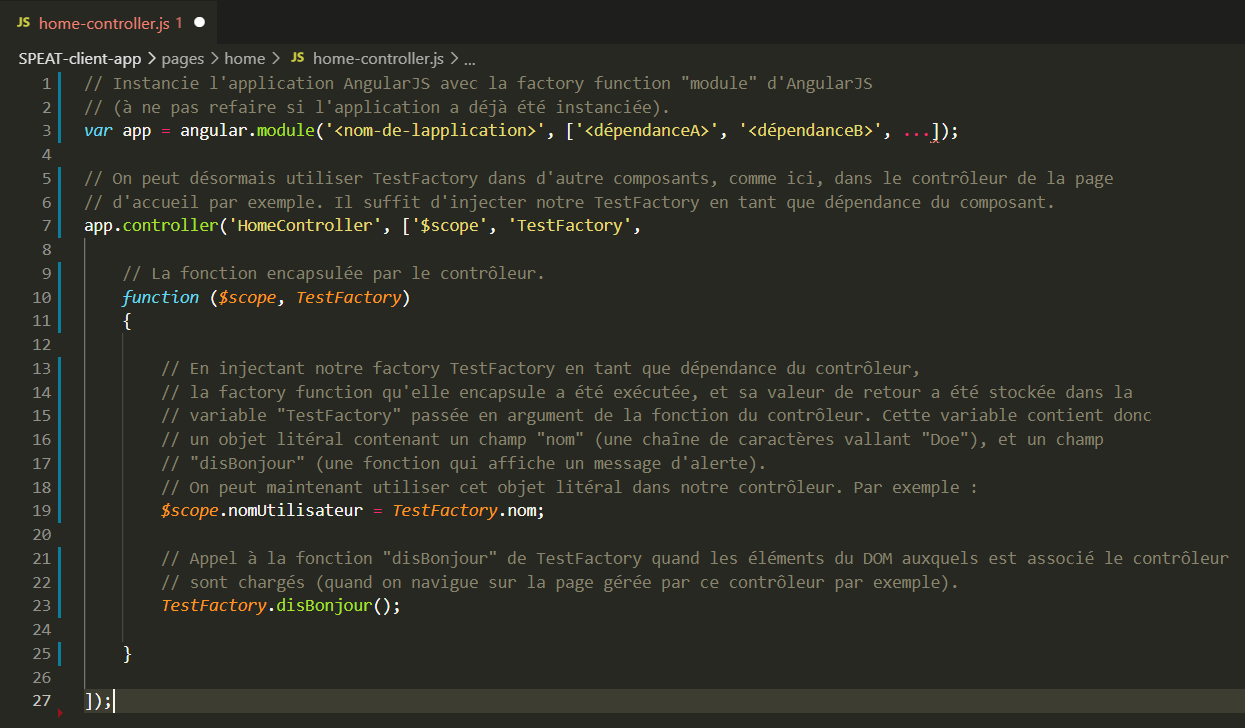 JS home-controller.js 1
SPEAT-client-app > pages > home > JS home-controller.js > ...
1 // Instancie l'application AngularJS avec la factory function "module" d'AngularJS
2 // (à ne pas refaire si l'application a déjà été instanciée).
3 var app = angular.module('<nom-de-lapplication>', ['<dépendanceA>', '<dépendanceB>', ...]);
4
5 // On peut désormais utiliser TestFactory dans d'autre composants, comme ici, dans le contrôleur de la page
6 // d'accueil par exemple. Il suffit d'injecter notre TestFactory en tant que dépendance du composant.
7 app.controller('HomeController', ['$scope', 'TestFactory',
8
9 // La fonction encapsulée par le contrôleur.
10 function ($scope, TestFactory)
11 {
12
13 // En injectant notre factory TestFactory en tant que dépendance du contrôleur,
14 // la factory function qu'elle encapsule a été exécutée, et sa valeur de retour a été stockée dans la
15 // variable "TestFactory" passée en argument de la fonction du contrôleur. Cette variable contient donc
16 // un objet litéral contenant un champ "nom" (une chaîne de caractères vallant "Doe"), et un champ
17 // "disBonjour" (une fonction qui affiche un message d'alerte).
18 // On peut maintenant utiliser cet objet litéral dans notre contrôleur. Par exemple :
19 $scope.nomUtilisateur = TestFactory.nom;
20
21 // Appel à la fonction "disBonjour" de TestFactory quand les éléments du DOM auxquels est associé le contrôleur
22 // sont chargés (quand on navigue sur la page gérée par ce contrôleur par exemple).
23 TestFactory.disBonjour();
24
25 }
26
27 ]);